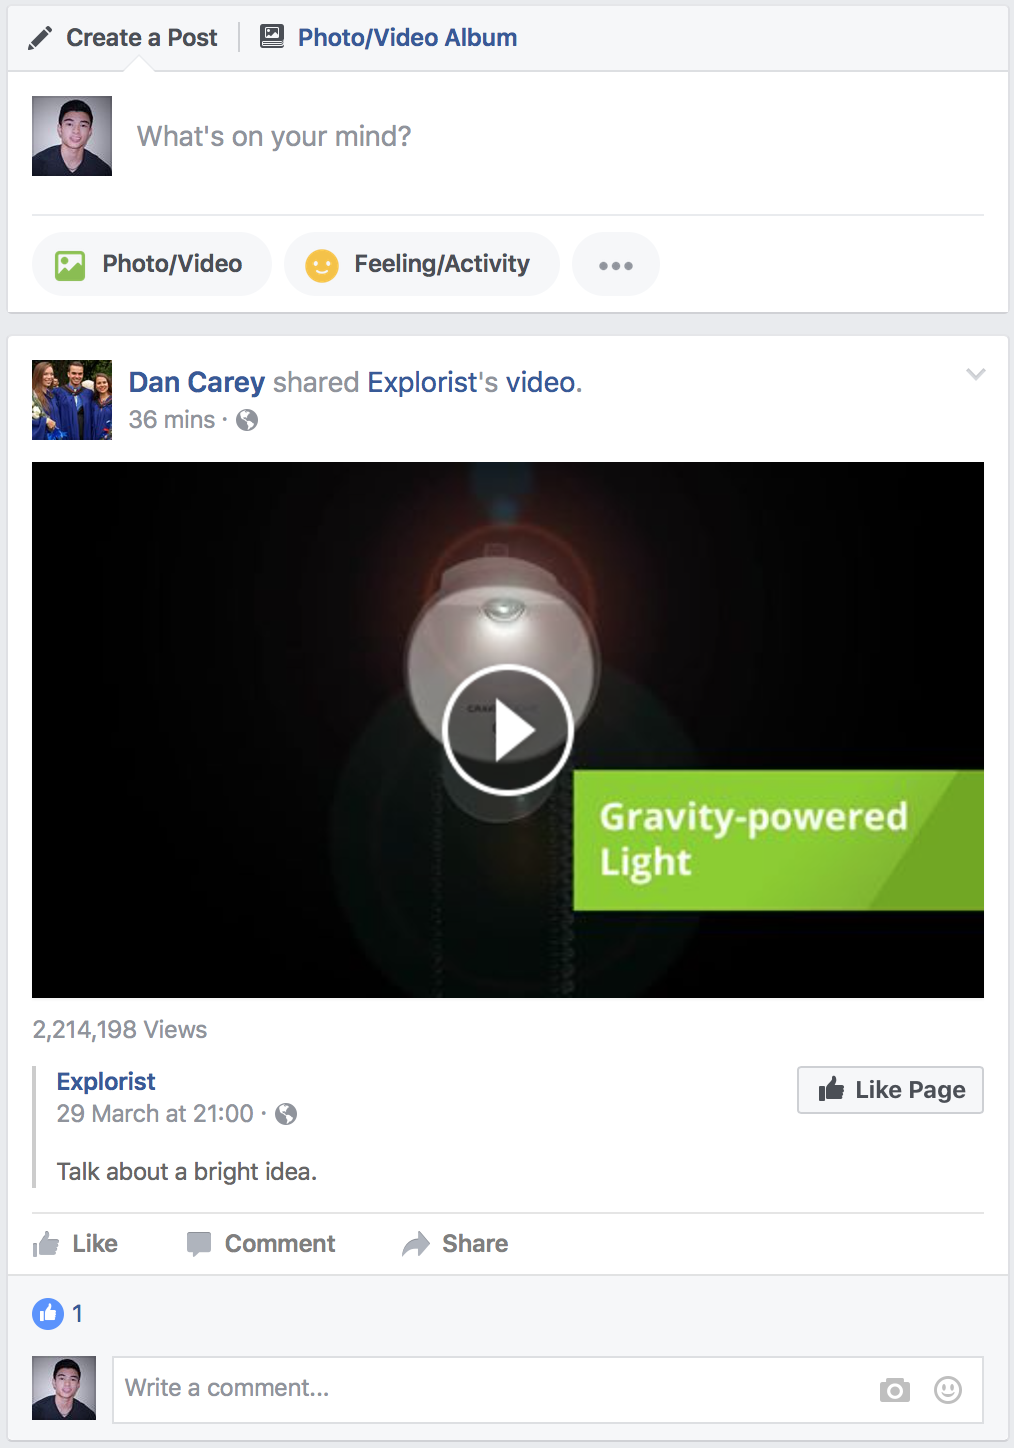 Create a Post
Photo/Video Album
What's on your mind?
Photo/Video
Feeling/Activity
Dan Carey shared Explorist's video.
36 mins ·
Gravity-powered
Light
2,214,198 Views
Explorist
Like Page
29 March at 21:00 ·
Talk about a bright idea.
Like
Comment
Share
1
Write a comment...